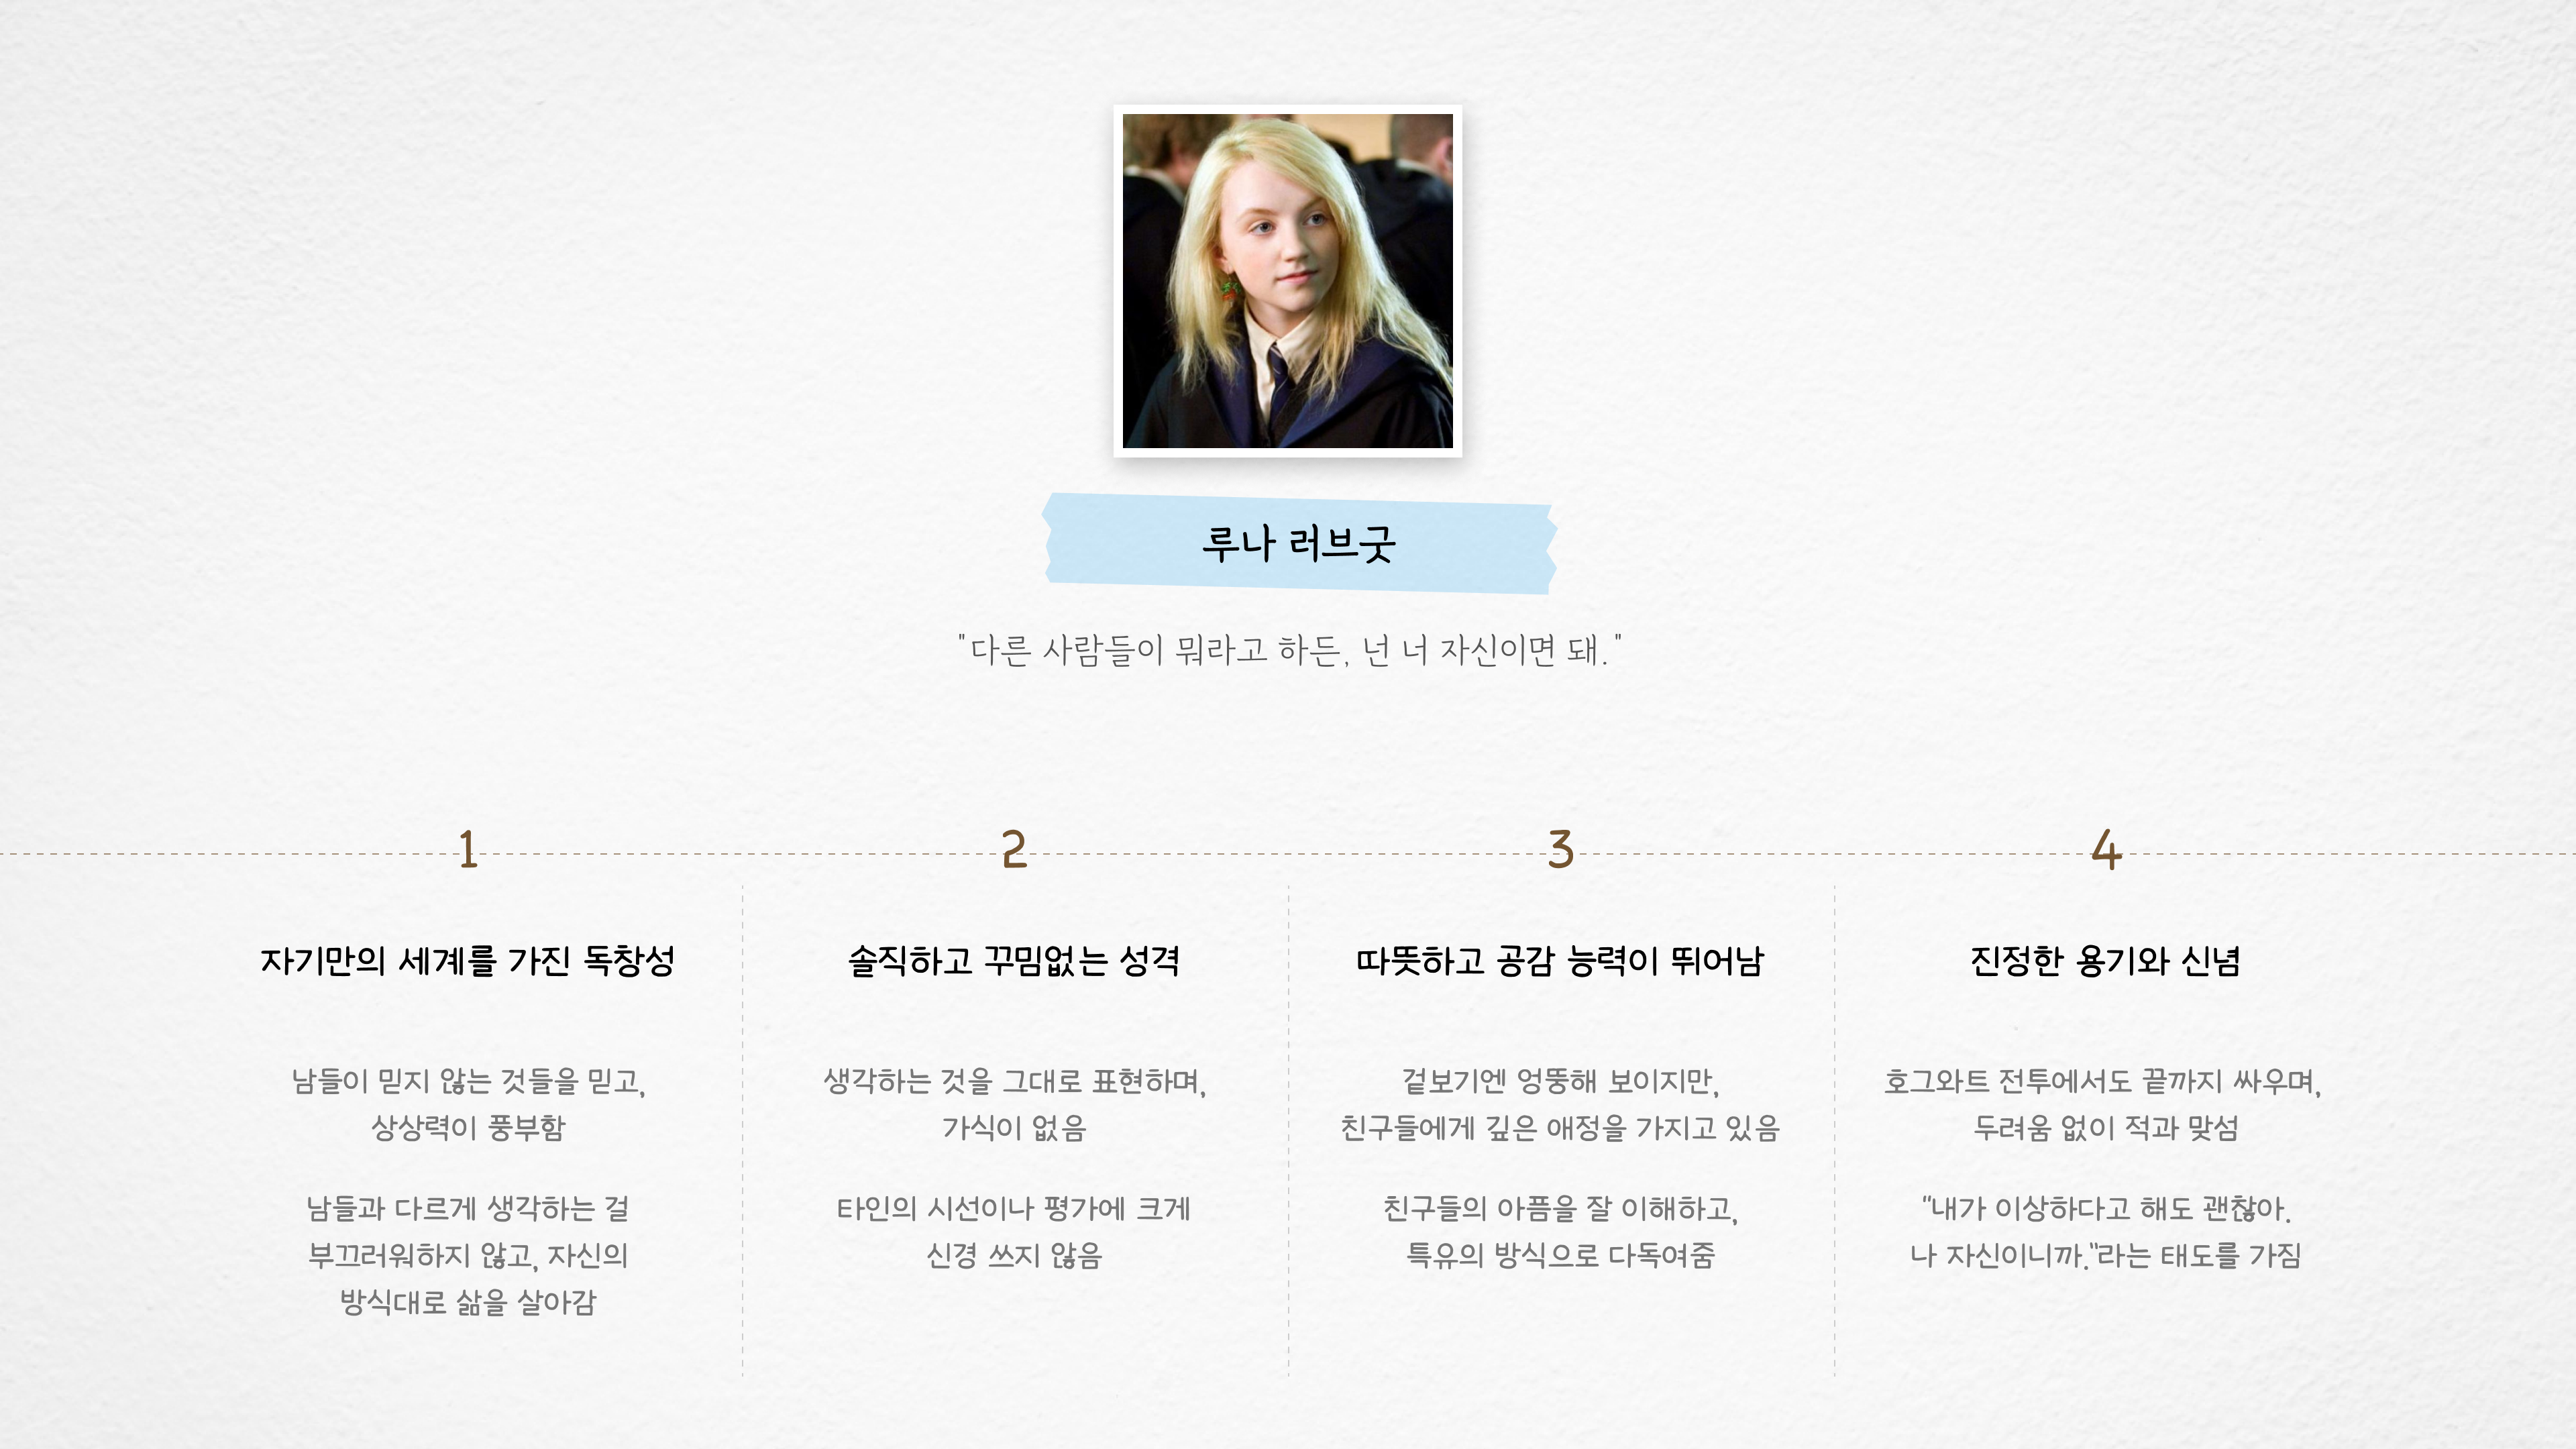 루나 러브굿
"다른 사람들이 뭐라고 하든, 넌 너 자신이면 돼."
1
자기만의 세계를 가진 독창성
남들이 믿지 않는 것들을 믿고,
상상력이 풍부함
남들과 다르게 생각하는 걸
부끄러워하지 않고, 자신의
방식대로 삶을 살아감
2
솔직하고 꾸밈없는 성격
생각하는 것을 그대로 표현하며,
가식이 없음
타인의 시선이나 평가에 크게
신경 쓰지 않음
3
따뜻하고 공감 능력이 뛰어남
겉보기엔 엉뚱해 보이지만,
친구들에게 깊은 애정을 가지고 있음
친구들의 아픔을 잘 이해하고,
특유의 방식으로 다독여줌
4
진정한 용기와 신념
호그와트 전투에서도 끝까지 싸우며,
두려움 없이 적과 맞섬
"내가 이상하다고 해도 괜찮아.
나 자신이니까."라는 태도를 가짐